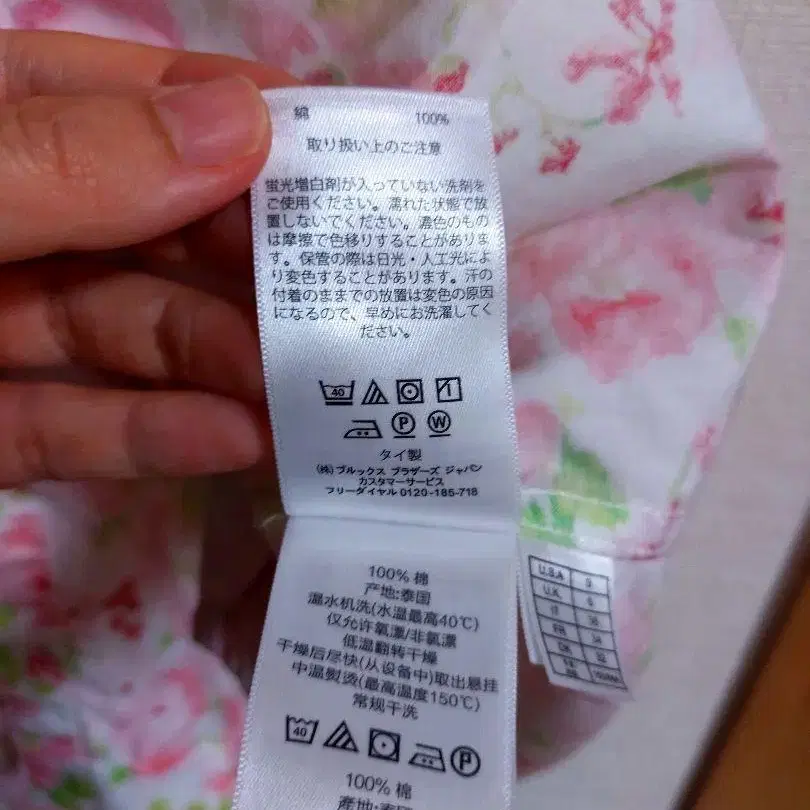 綿 100%
取り扱い上のご注意
蛍光増白剤が入っていない洗剤を
ご使用ください。濡れた状態で放
置しないでください。濃色のもの
は摩擦で色移りすることがありま
す。保管の際は日光・人工光によ
り変色することがあります。汗の
付着のままでの放置は変色の原因
になるので、早めにお洗濯してく
ださい。
40
P W
タイ製
(株) ブルックス ブラザーズ ジャパン
カスタマーサービス
フリーダイヤル 0120-185-718
100% 棉
产地:泰国
温水机洗(水温最高40℃)
仅允许氧漂/非氯漂
低温翻转干燥
干燥后尽快(从设备中)取出悬挂
中温熨烫(最高温度150℃)
常规干洗
40 P
100% 棉
產地:泰國
U.S.A
U.K. 6
IT
FR 34